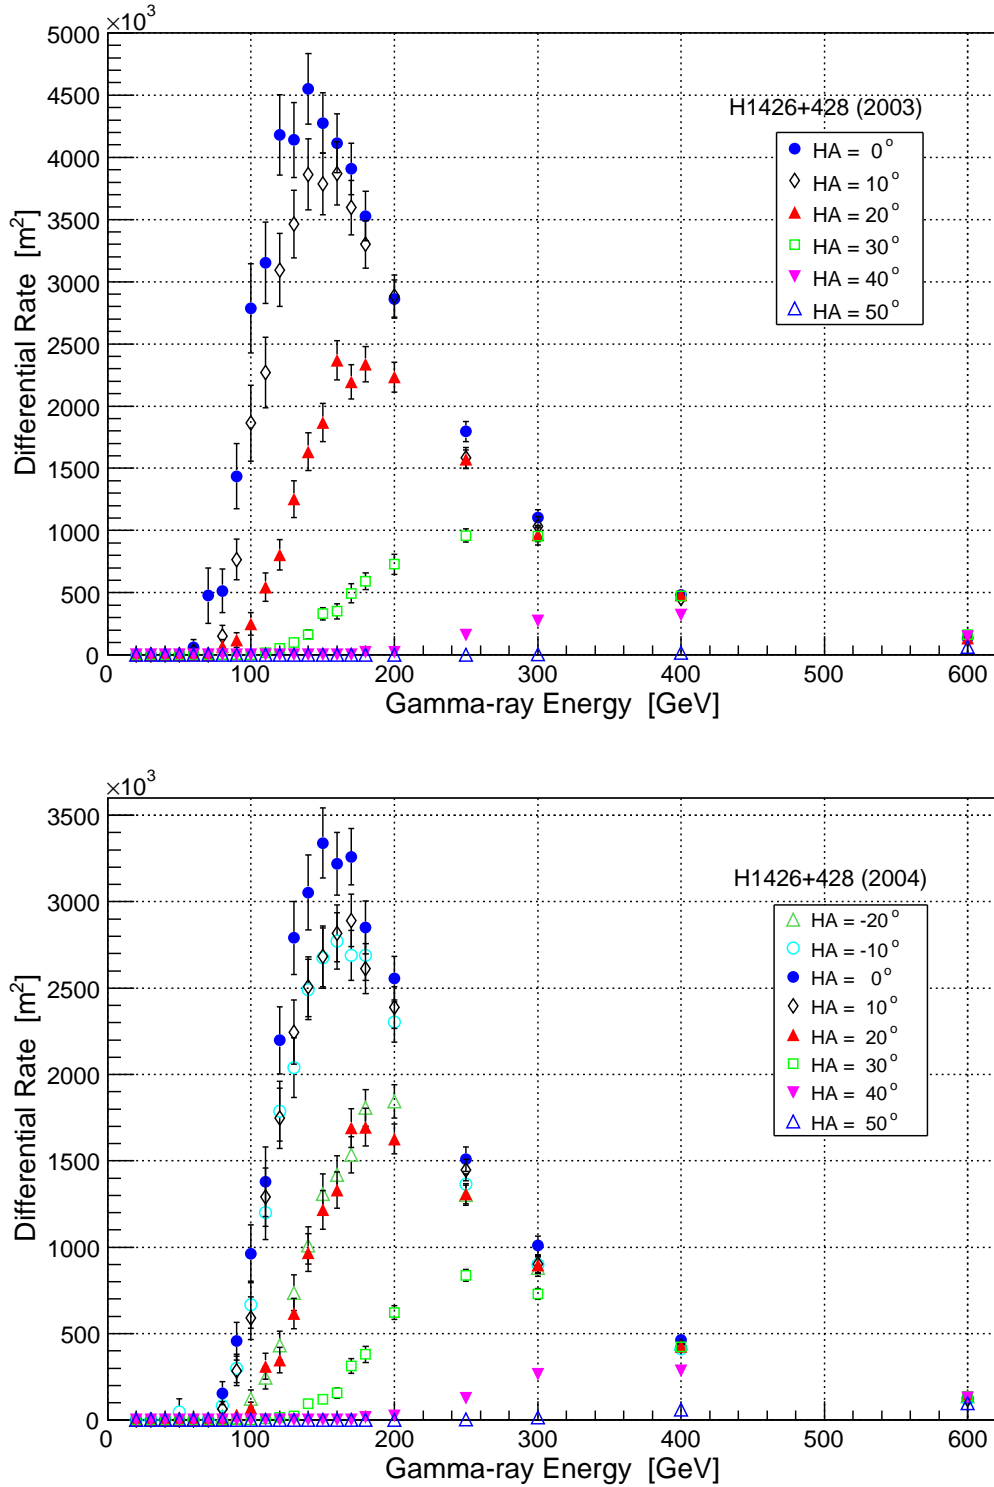 ×10³
5000
4500
4000
3500
3000
2500
2000
1500
1000
500
0
Differential Rate [m²]
H1426+428 (2003)
HA = 0°
HA = 10°
HA = 20°
HA = 30°
HA = 40°
HA = 50°
0 100 200 300 400 500 600
Gamma-ray Energy [GeV]
×10³
3500
3000
2500
2000
1500
1000
500
0
Differential Rate [m²]
H1426+428 (2004)
HA = -20°
HA = -10°
HA = 0°
HA = 10°
HA = 20°
HA = 30°
HA = 40°
HA = 50°
0 100 200 300 400 500 600
Gamma-ray Energy [GeV]